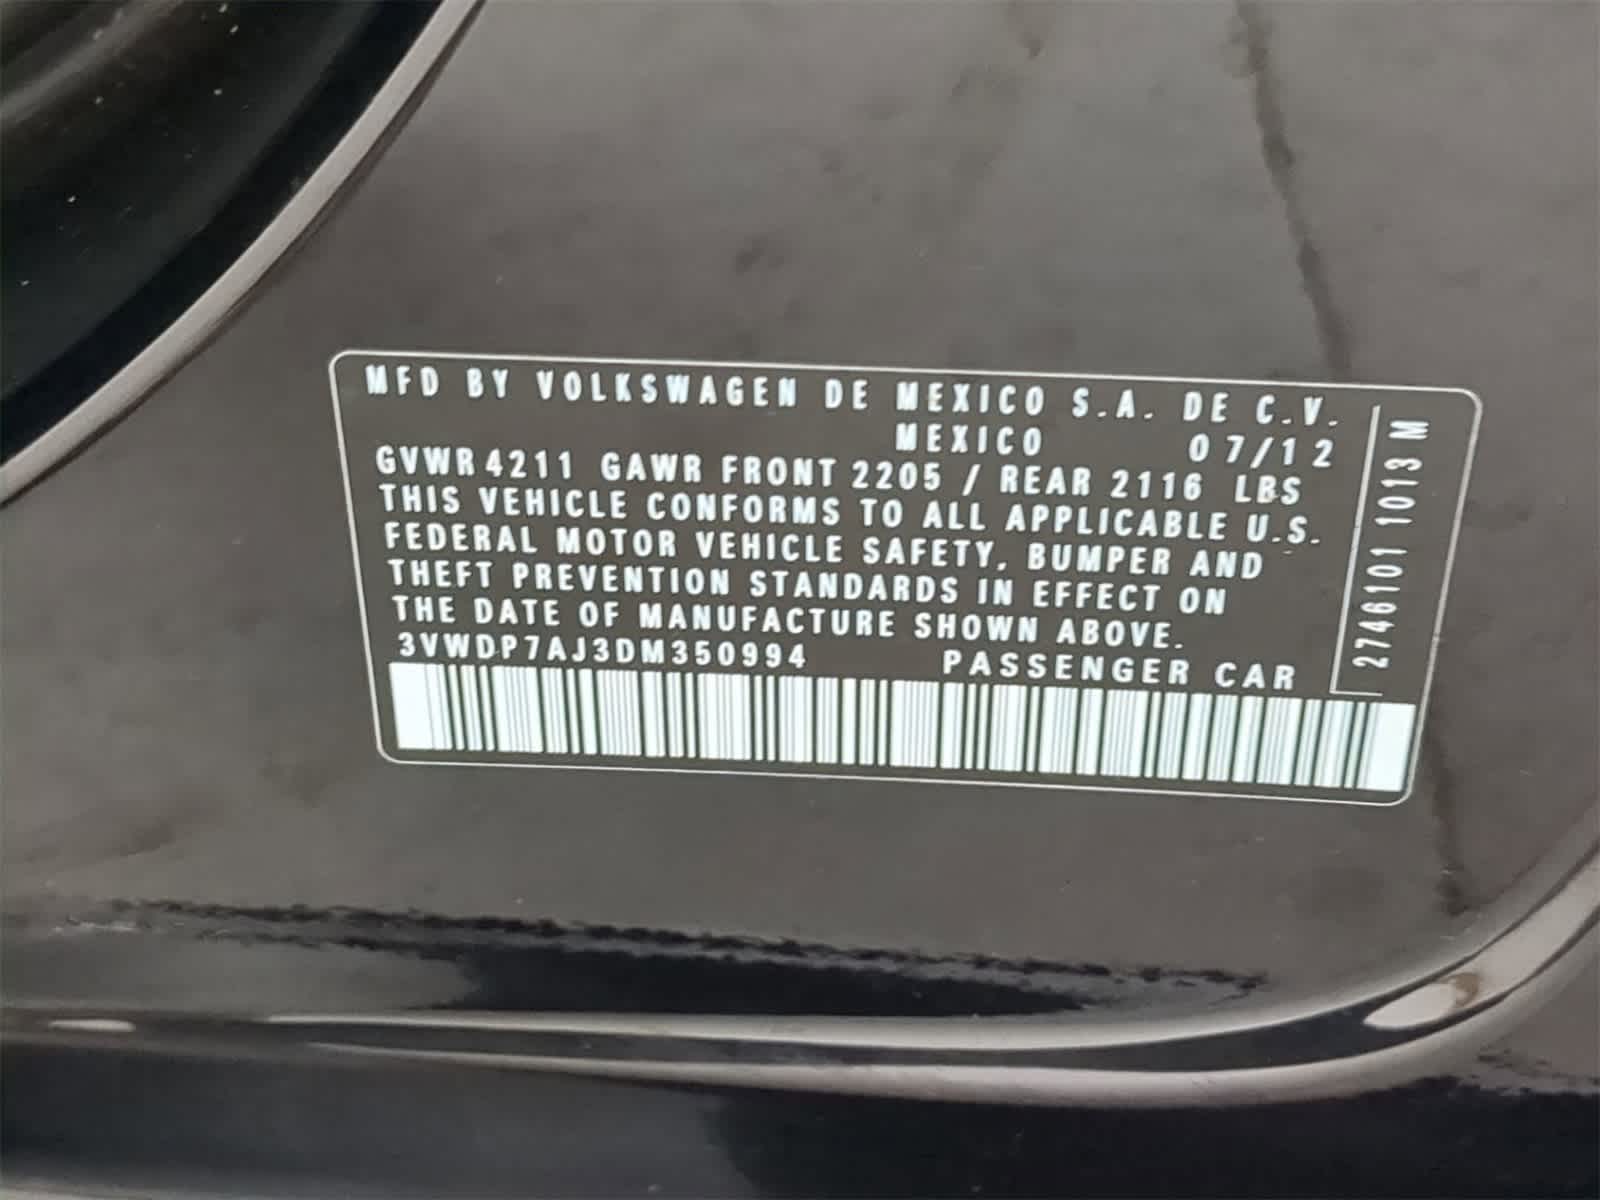 MFD BY VOLKSWAGEN DE MEXICO S.A. DE C.V.
MEXICO 07/12
GVWR 4211 GAWR FRONT 2205 / REAR 2116 LBS
THIS VEHICLE CONFORMS TO ALL APPLICABLE U.S.
FEDERAL MOTOR VEHICLE SAFETY, BUMPER AND
THEFT PREVENTION STANDARDS IN EFFECT ON
THE DATE OF MANUFACTURE SHOWN ABOVE.
3VWDP7AJ3DM350994 PASSENGER CAR
2746101 1013 M